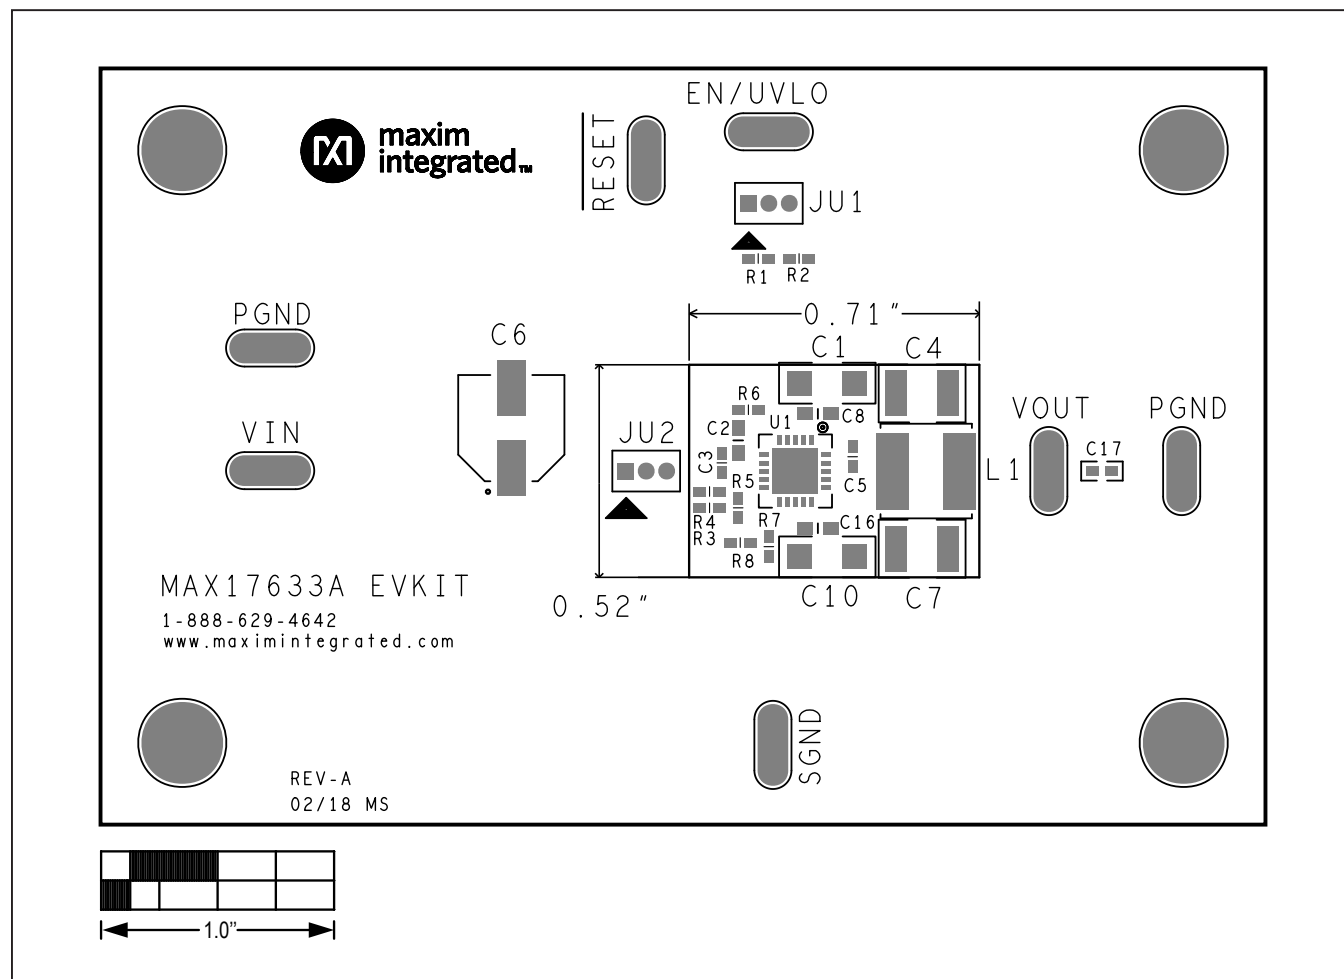 EN/UVLO
RESET
maxim
integrated™
JU1
R1 R2
PGND
0.71"
C6
C1 C4
R6
C8
VOUT PGND
C2 U1
VIN
JU2
C17
C3
L1
R5 C5
R4 R7 C16
R3
R8
MAX17633A EVKIT
C10 C7
0.52"
1-888-629-4642
www.maximintegrated.com
SGND
REV-A
02/18 MS
1.0”